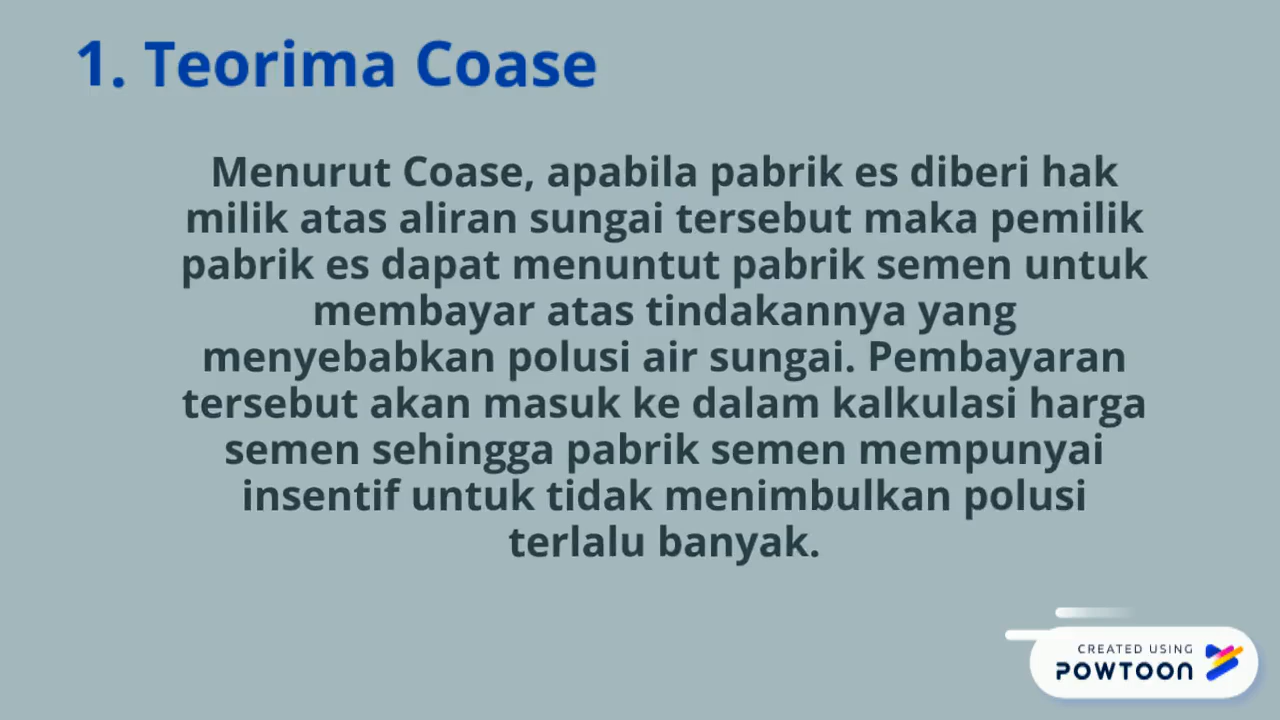 1. Teorima Coase
Menurut Coase, apabila pabrik es diberi hak
milik atas aliran sungai tersebut maka pemilik
pabrik es dapat menuntut pabrik semen untuk
membayar atas tindakannya yang
menyebabkan polusi air sungai. Pembayaran
tersebut akan masuk ke dalam kalkulasi harga
semen sehingga pabrik semen mempunyai
insentif untuk tidak menimbulkan polusi
terlalu banyak.
CREATED USING
POWTOON